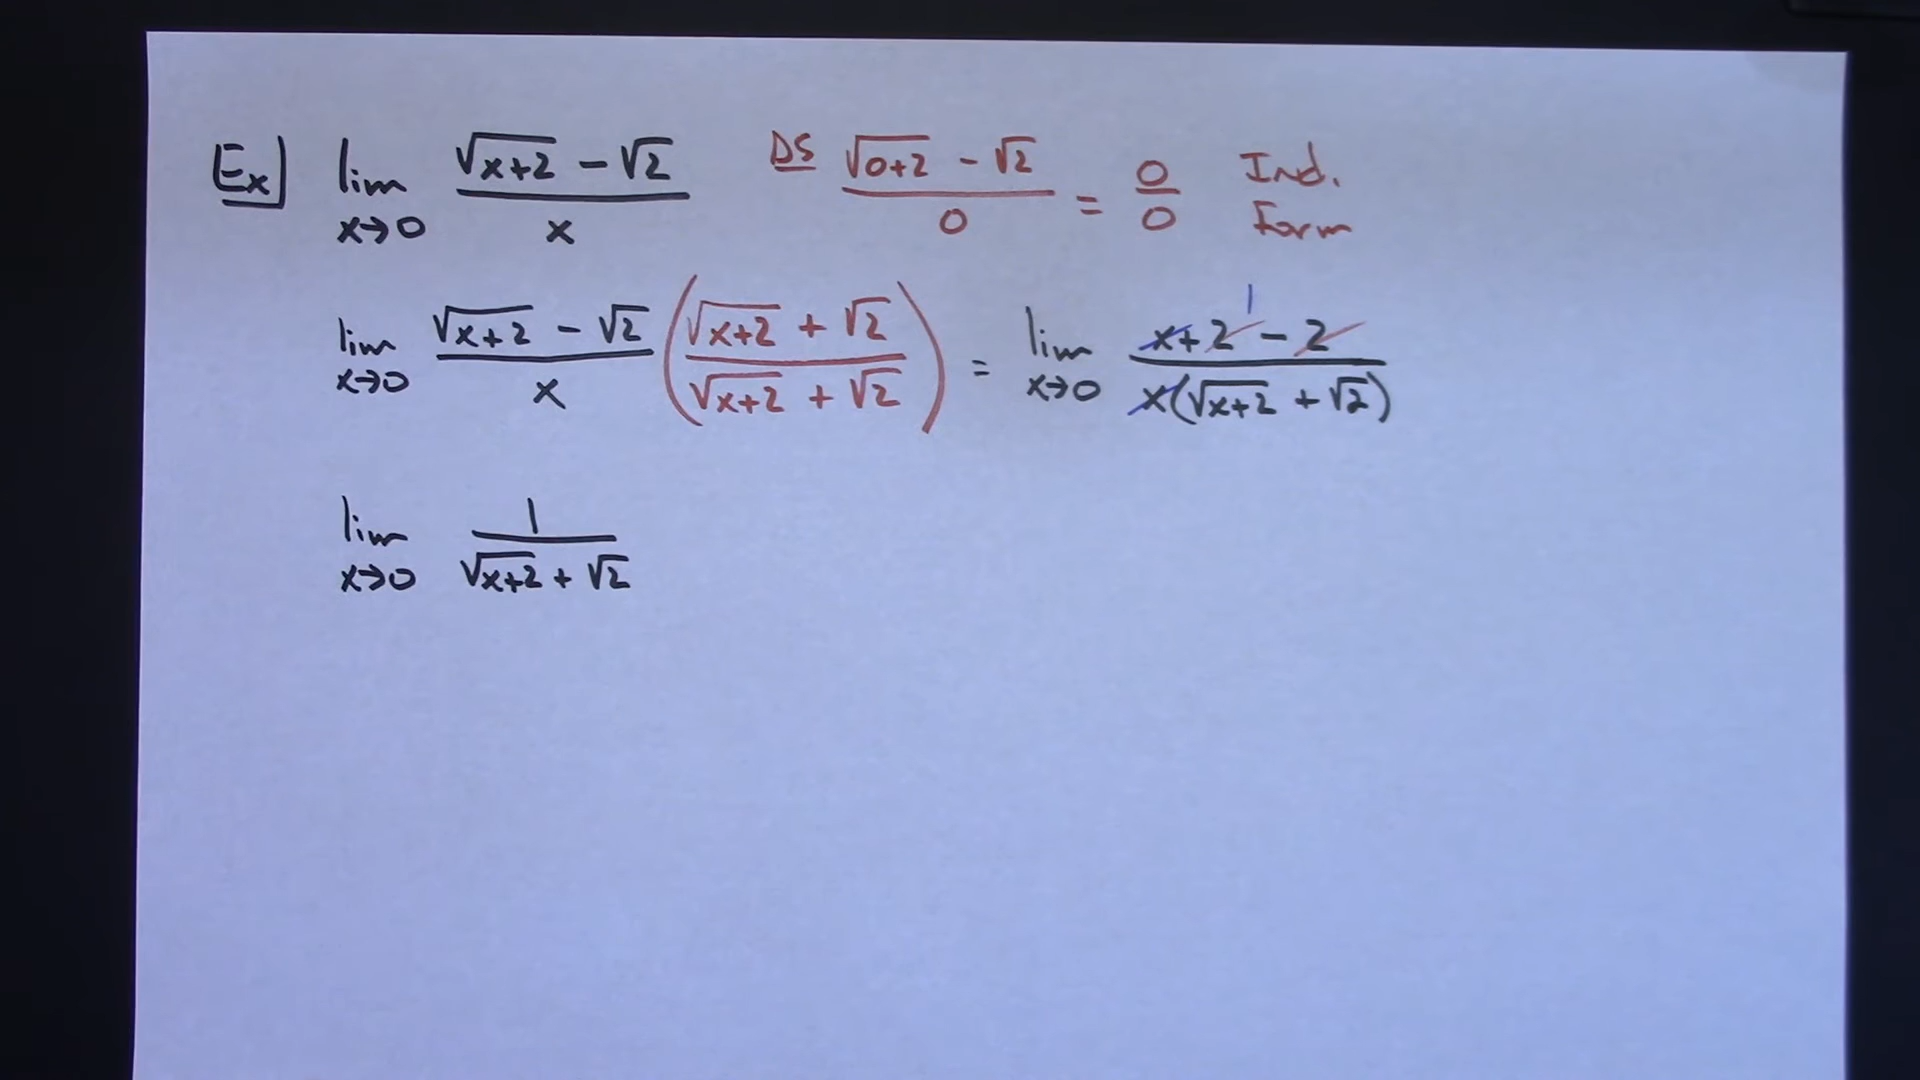 Ex] lim x→0 (√(x+2) − √2)/x DS (√(0+2) − √2)/0 = 0/0 Ind. Form
lim x→0 (√(x+2) − √2)/x ((√(x+2) + √2)/(√(x+2) + √2)) = lim x→0 (x+2 − 2)/(x(√(x+2) + √2)) 1
lim x→0 1/(√(x+2) + √2)